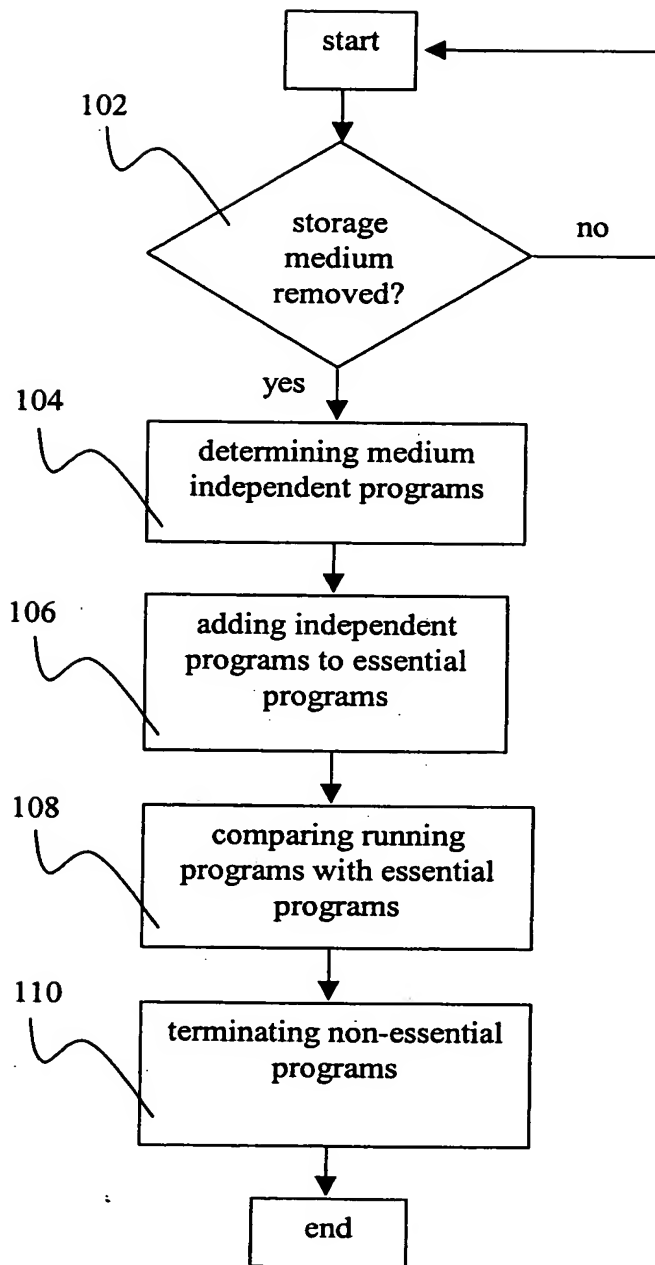 start
102
storage
medium
removed?
no
yes
104
determining medium
independent programs
106
adding independent
programs to essential
programs
108
comparing running
programs with essential
programs
110
terminating non-essential
programs
end